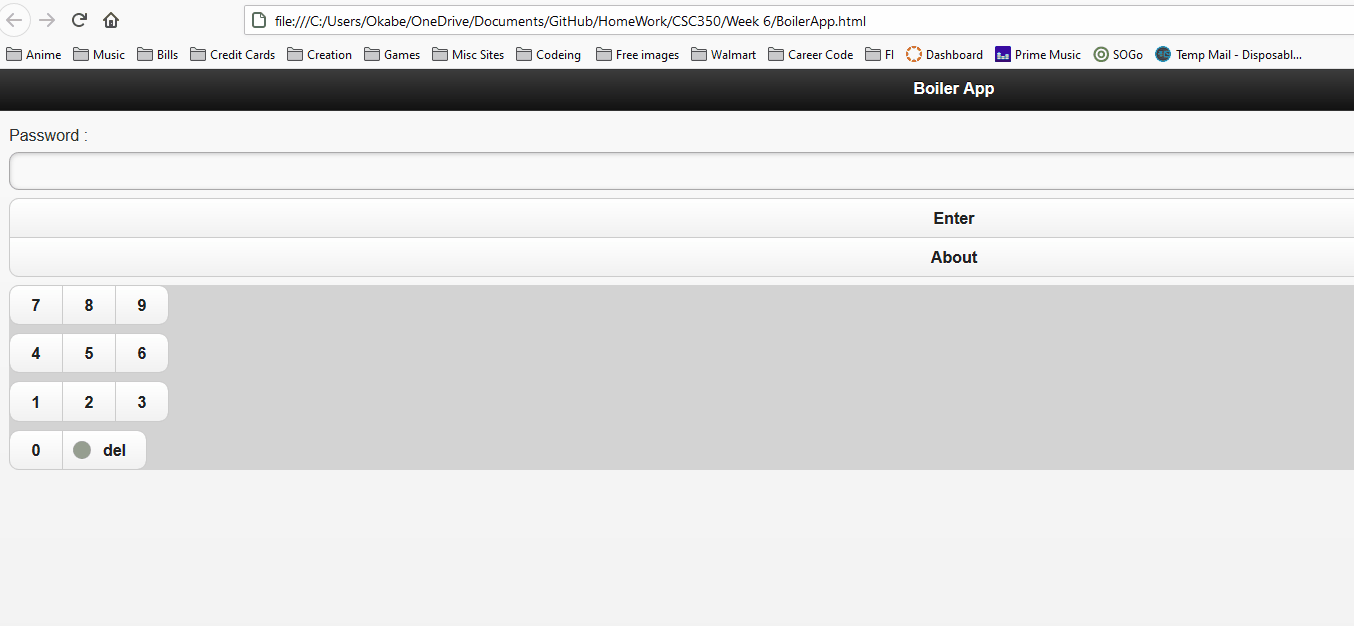 file:///C:/Users/Okabe/OneDrive/Documents/GitHub/HomeWork/CSC350/Week 6/BoilerApp.html
Anime Music Bills Credit Cards Creation Games Misc Sites Codeing Free images Walmart Career Code FI Dashboard Prime Music SOGo Temp Mail - Disposabl...
Boiler App
Password :
Enter
About
7 8 9
4 5 6
1 2 3
0 del